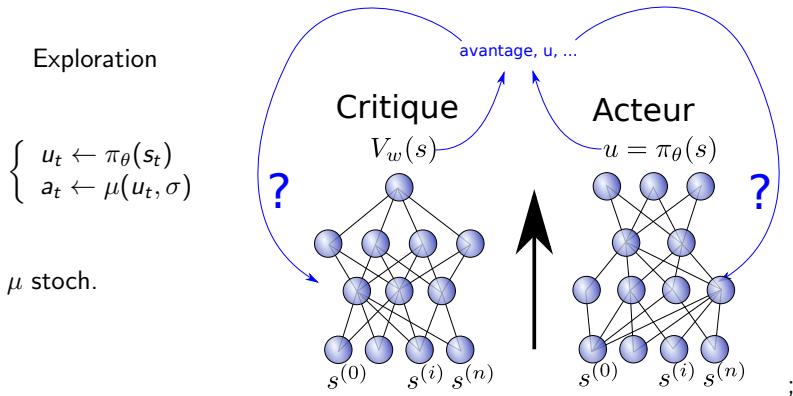 Exploration
{ u_t ← π_θ(s_t)
a_t ← μ(u_t, σ)
μ stoch.
avantage, u, ...
Critique
V_w(s)
Acteur
u = π_θ(s)
?
?
s^(0) s^(i) s^(n)
s^(0) s^(i) s^(n)
;